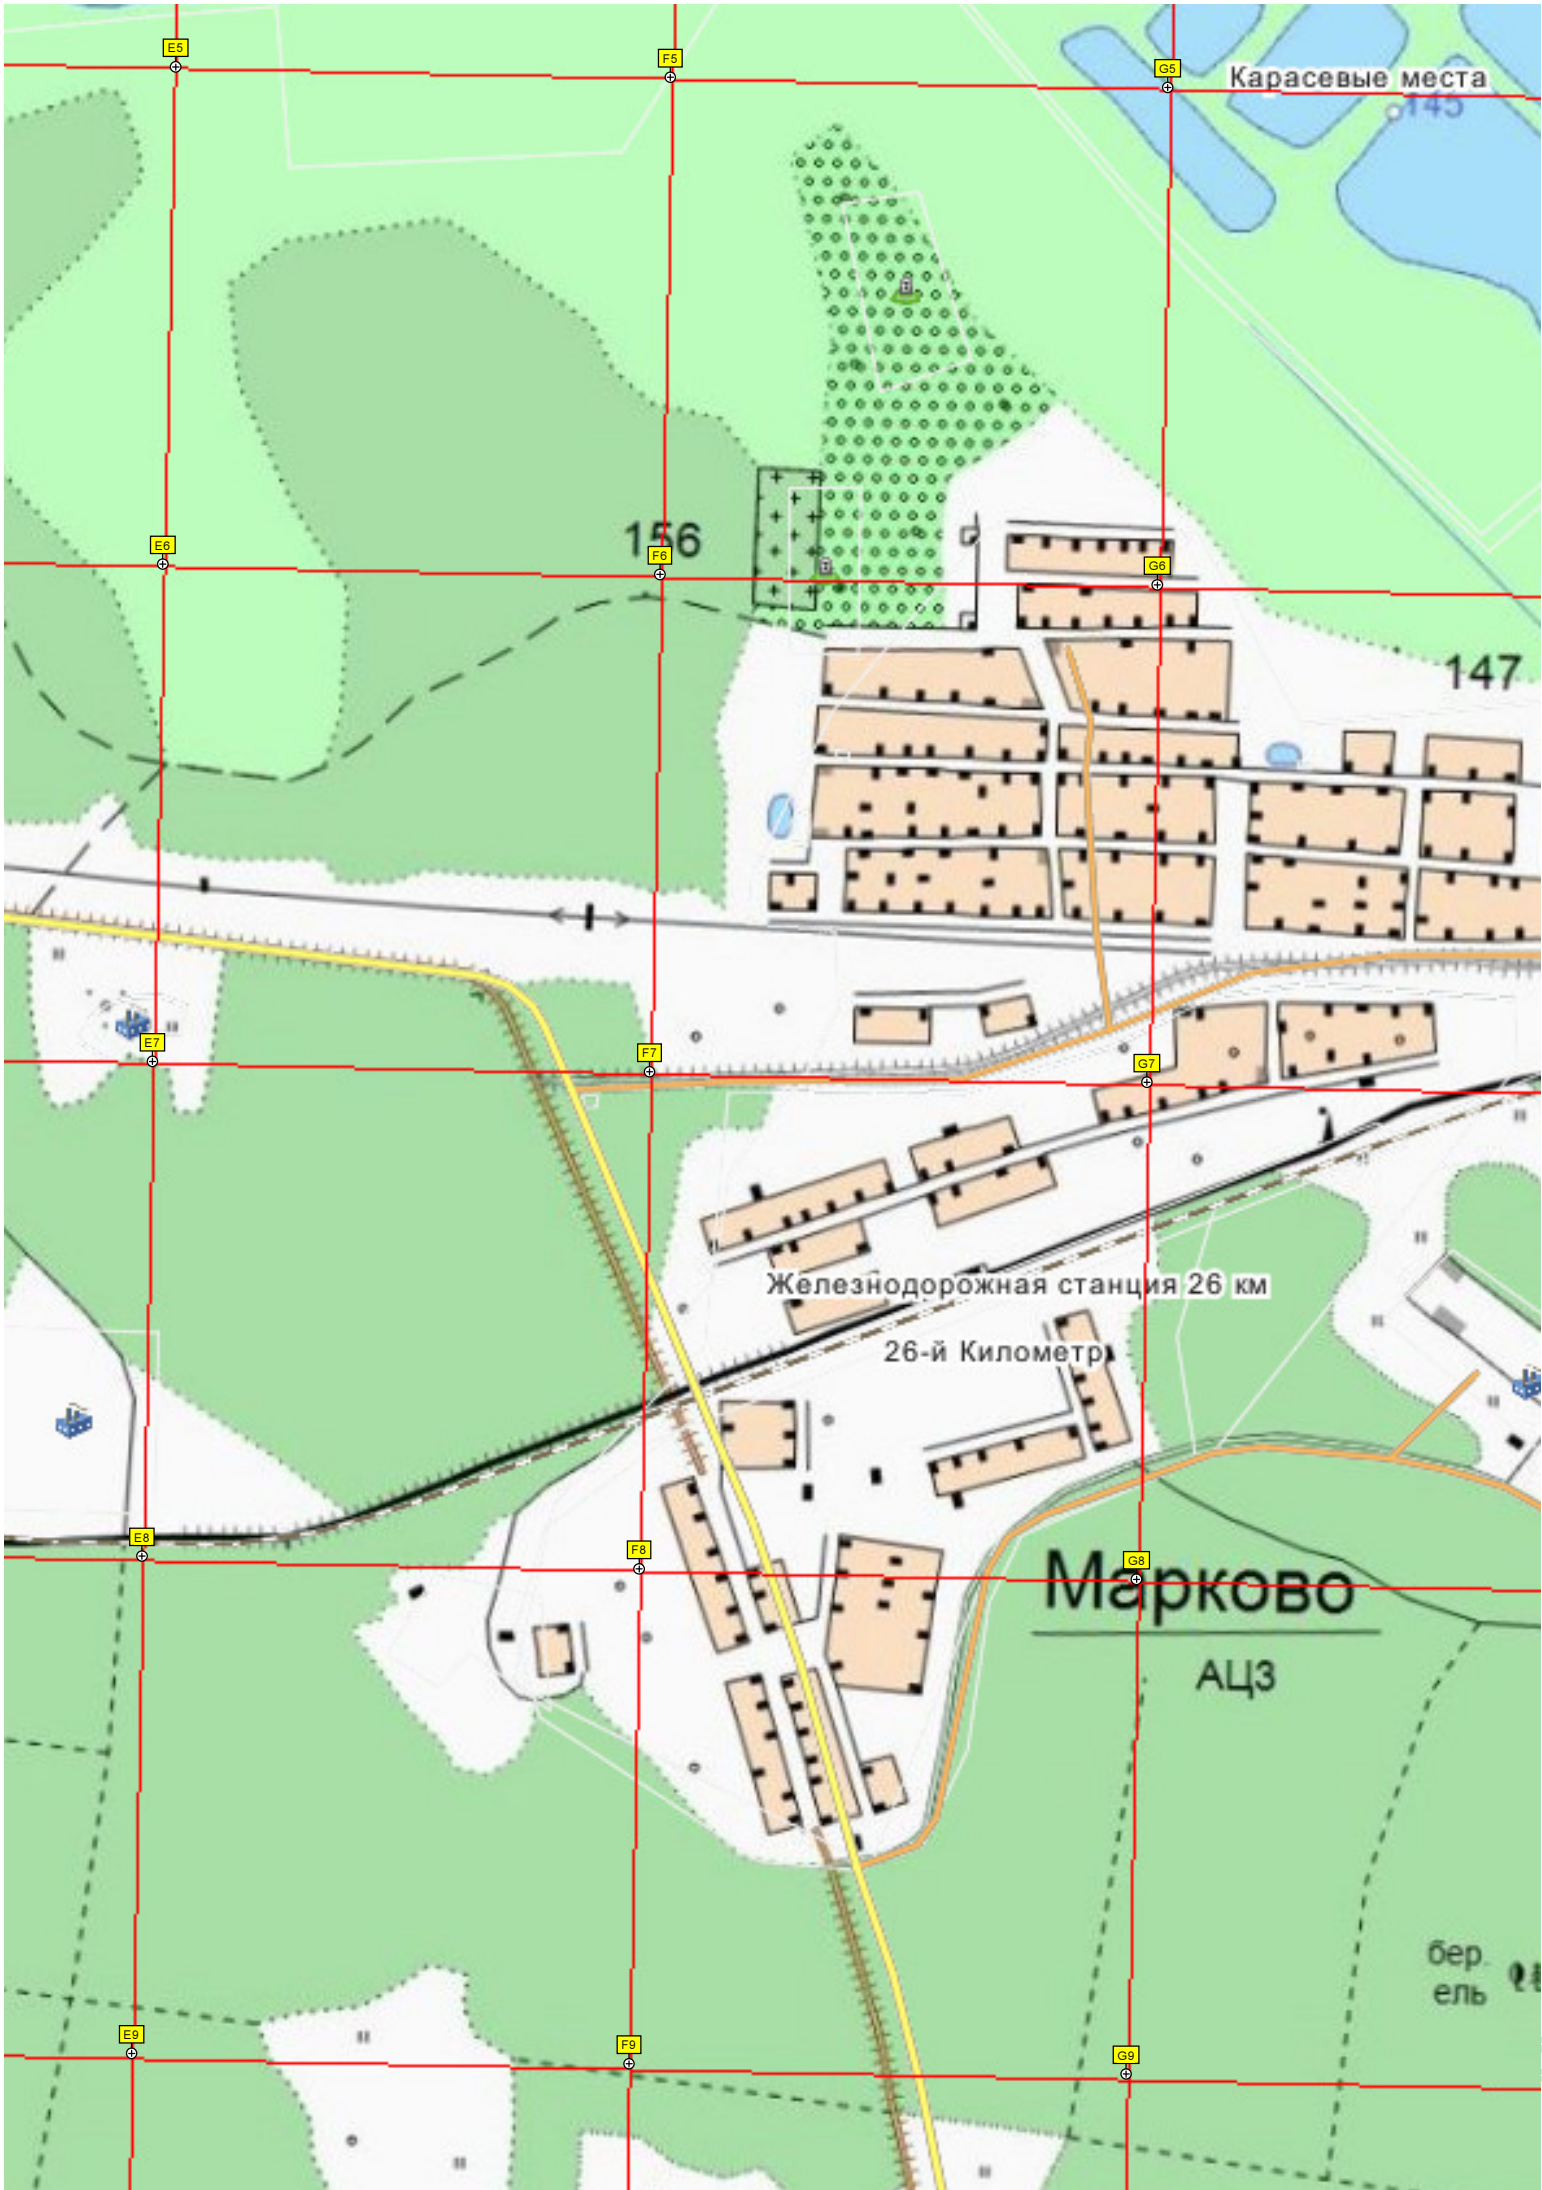 E5
F5
G5
Карасевые места
145
156
E6
F6
G6
147
E7
F7
G7
Железнодорожная станция 26 км
26-й Километр
E8
F8
G8
Марково
АЦЗ
бер.
ель
E9
F9
G9